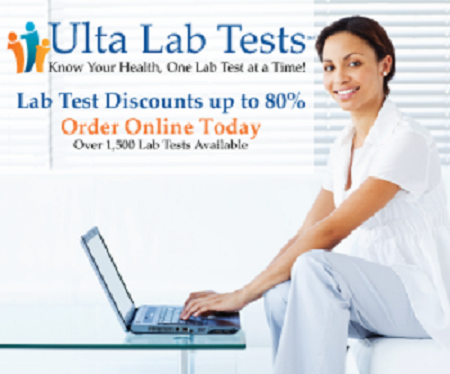 Ulta Lab Tests
Know Your Health, One Lab Test at a Time!
Lab Test Discounts up to 80%
Order Online Today
Over 1,500 Lab Tests Available